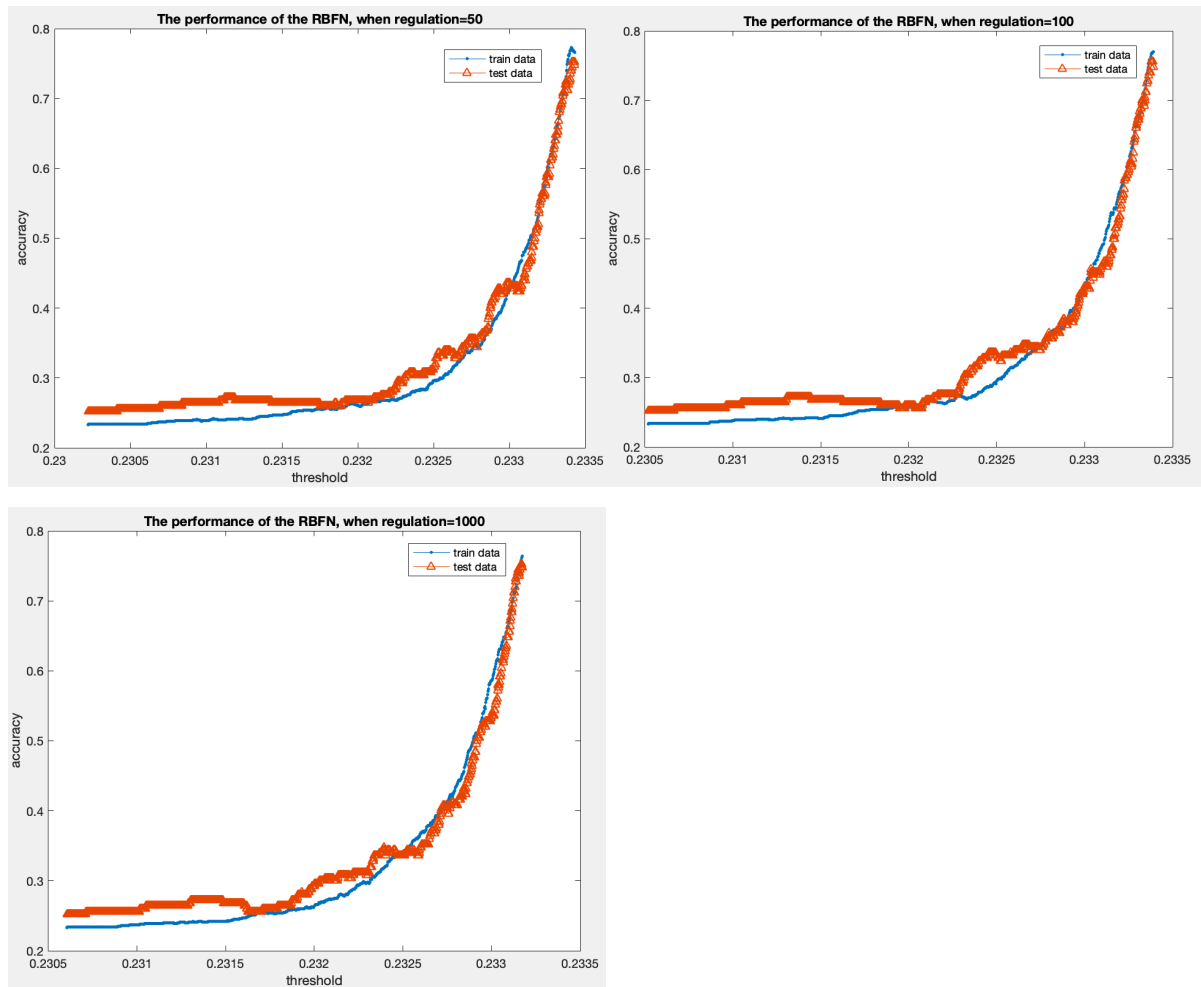 The performance of the RBFN, when regulation=50
train data
test data
accuracy
0.8
0.7
0.6
0.5
0.4
0.3
0.2
0.23 0.2305 0.231 0.2315 0.232 0.2325 0.233 0.2335
threshold
The performance of the RBFN, when regulation=100
train data
test data
accuracy
0.8
0.7
0.6
0.5
0.4
0.3
0.2
0.2305 0.231 0.2315 0.232 0.2325 0.233 0.2335
threshold
The performance of the RBFN, when regulation=1000
train data
test data
accuracy
0.8
0.7
0.6
0.5
0.4
0.3
0.2
0.2305 0.231 0.2315 0.232 0.2325 0.233 0.2335
threshold